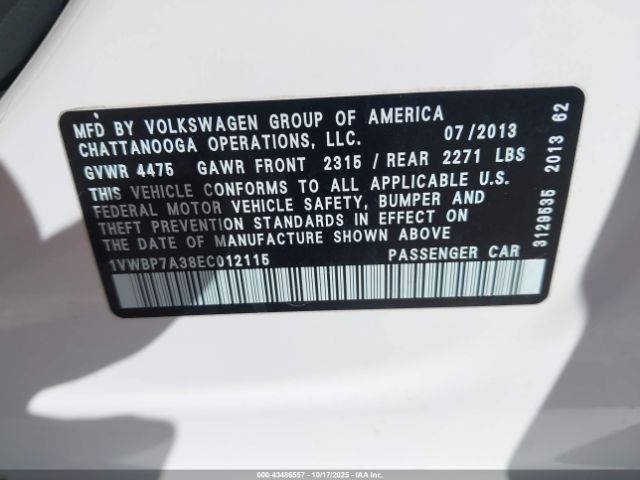 MFD BY VOLKSWAGEN GROUP OF AMERICA
CHATTANOOGA OPERATIONS, LLC. 07/2013
GVWR 4475 GAWR FRONT 2315 / REAR 2271 LBS
THIS VEHICLE CONFORMS TO ALL APPLICABLE U.S.
FEDERAL MOTOR VEHICLE SAFETY, BUMPER AND
THEFT PREVENTION STANDARDS IN EFFECT ON
THE DATE OF MANUFACTURE SHOWN ABOVE.
1VWBP7A38EC012115 PASSENGER CAR
3129535 2013 62
000-43486557 - 10/17/2025 - IAA Inc. - Copyright